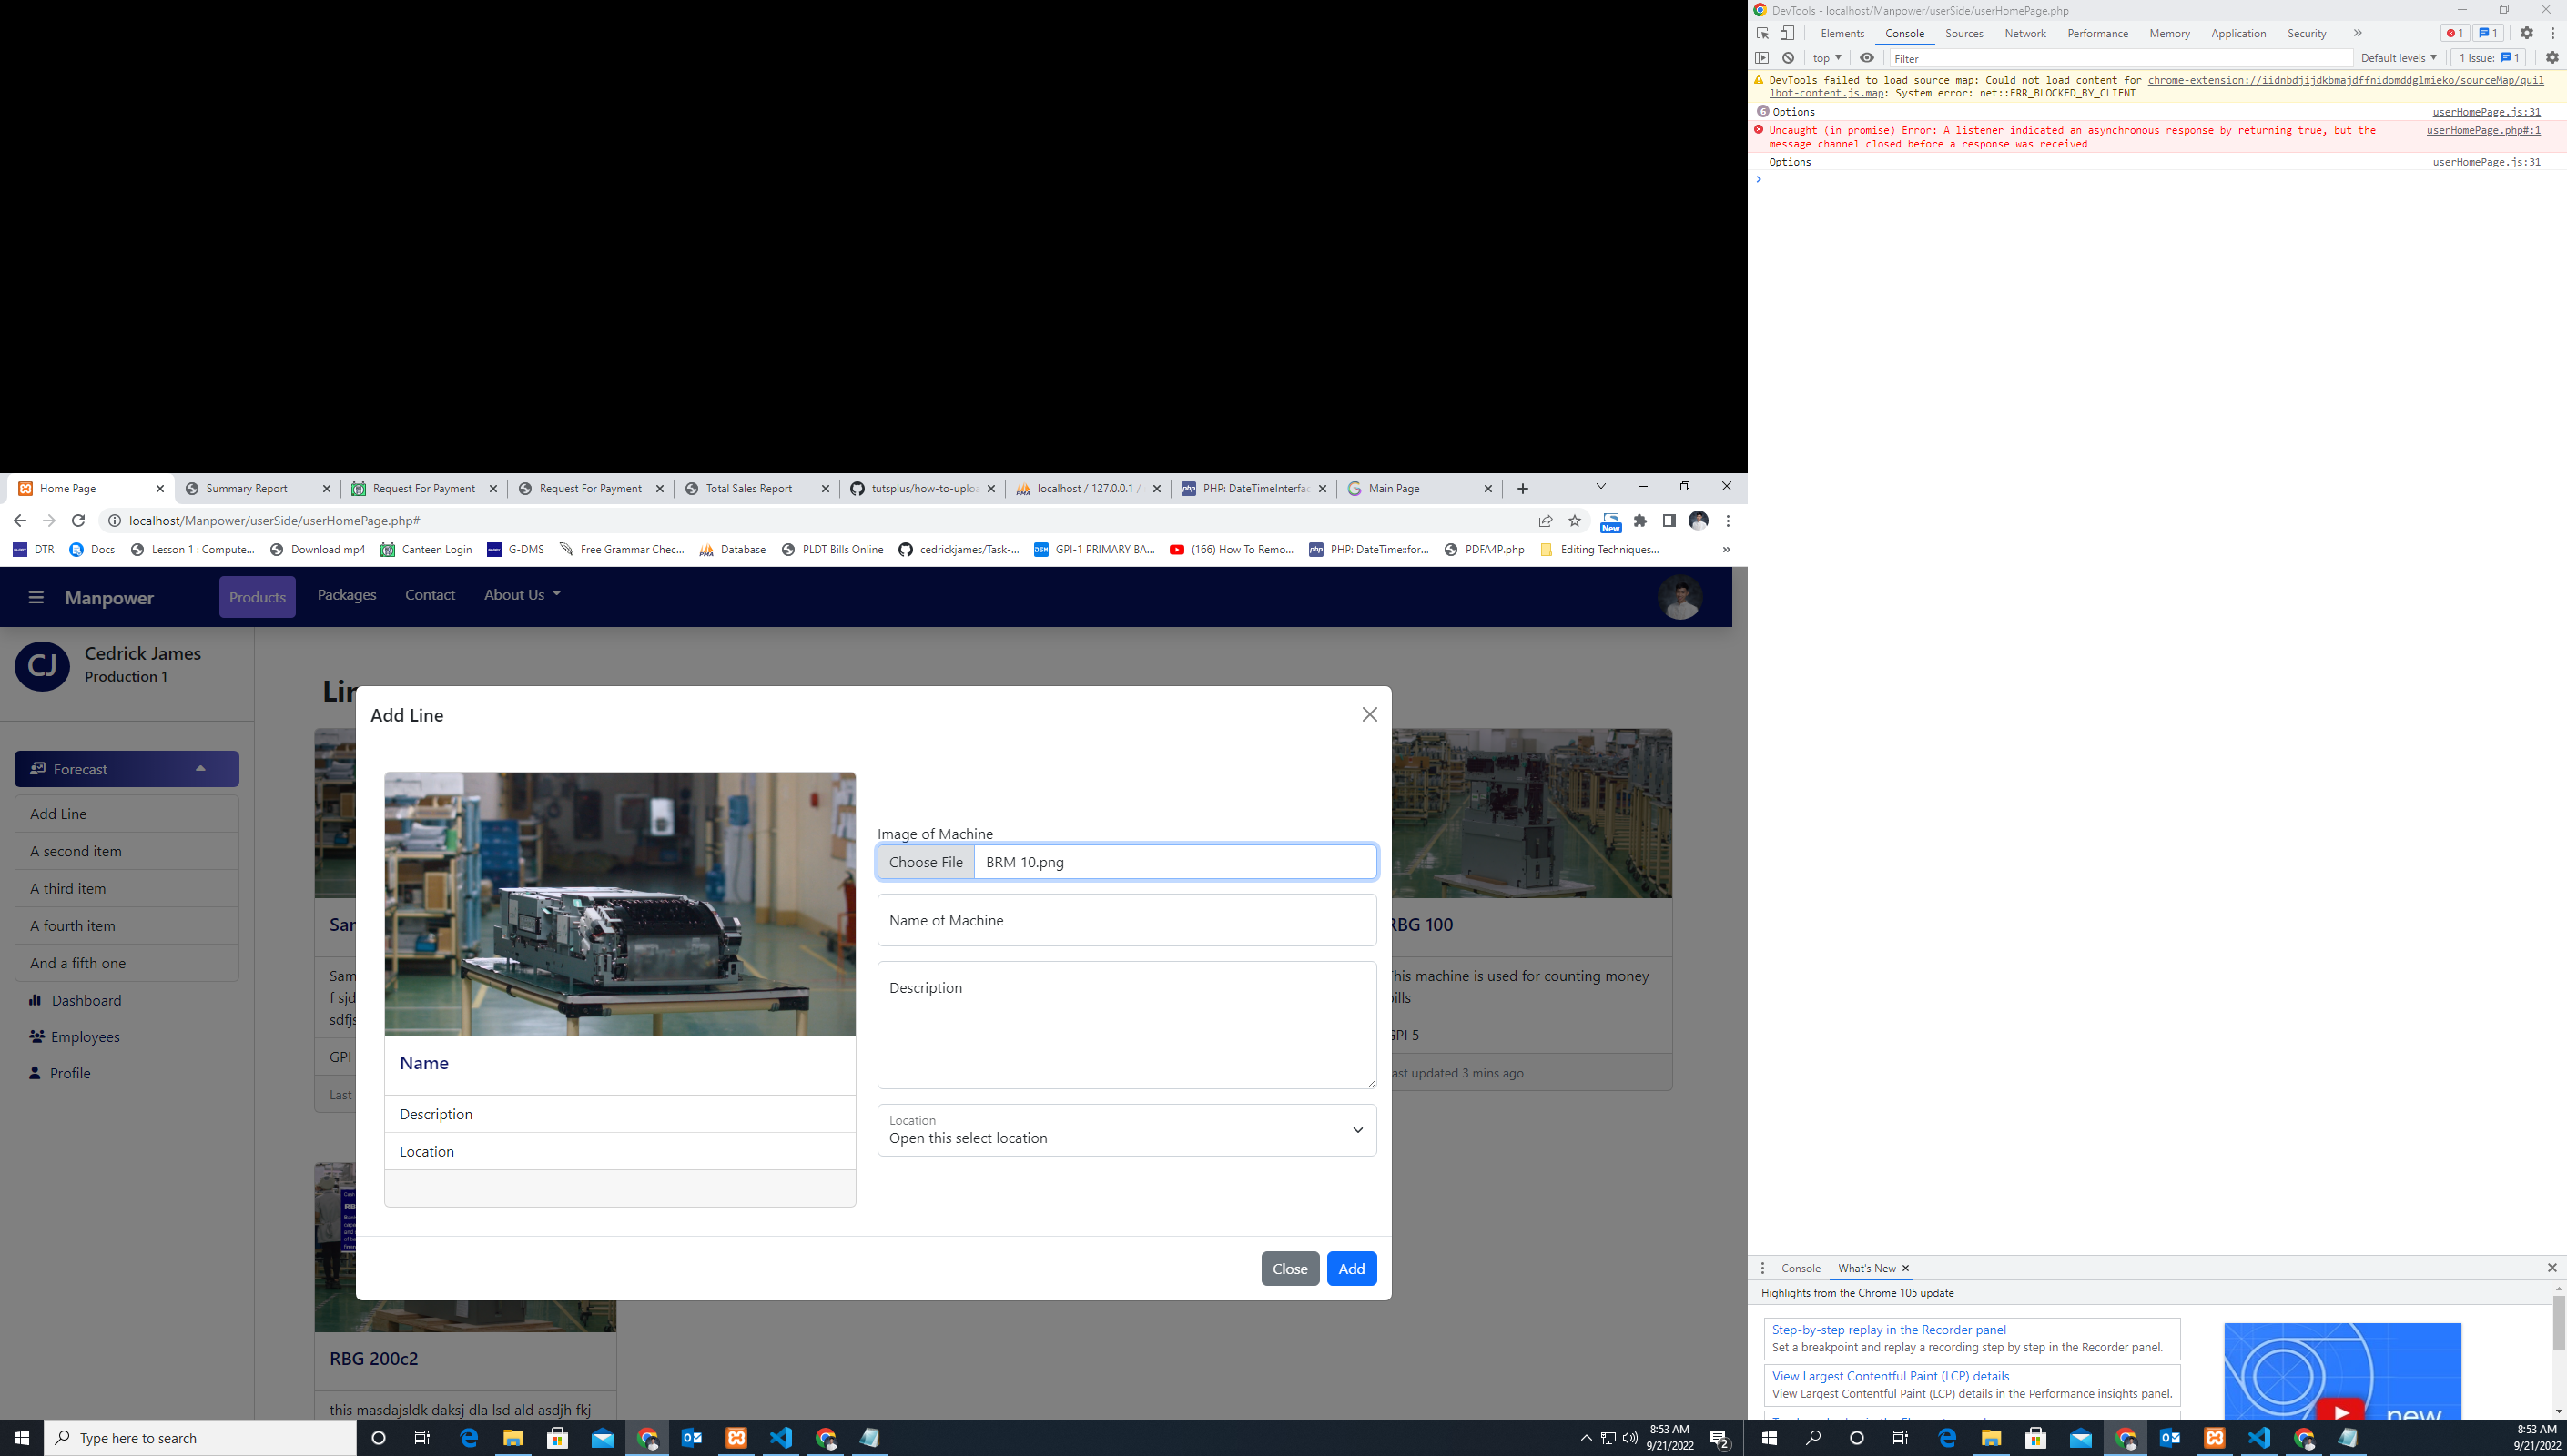 DevTools - localhost/Manpower/userSide/userHomePage.php
Elements Console Sources Network Performance Memory Application Security » 1 1
top Filter Default levels 1 Issue: 1
DevTools failed to load source map: Could not load content for chrome-extension://iidnbdjijdkbmajdffnidomddglmieko/sourceMap/quil
lbot-content.js.map: System error: net::ERR_BLOCKED_BY_CLIENT
6 Options userHomePage.js:31
Uncaught (in promise) Error: A listener indicated an asynchronous response by returning true, but the userHomePage.php#:1
message channel closed before a response was received
Options userHomePage.js:31
Home Page Summary Report Request For Payment Request For Payment Total Sales Report tutsplus/how-to-uploa localhost / 127.0.0.1 / PHP: DateTimeInterfac Main Page
localhost/Manpower/userSide/userHomePage.php# New
DTR Docs Lesson 1 : Compute... Download mp4 Canteen Login G-DMS Free Grammar Chec... Database PLDT Bills Online cedrickjames/Task-... GPI-1 PRIMARY BA... (166) How To Remo... PHP: DateTime::for... PDFA4P.php Editing Techniques... »
Manpower Products Packages Contact About Us
CJ
Cedrick James
Production 1
Forecast
Add Line
A second item
A third item
A fourth item
And a fifth one
Dashboard
Employees
Profile
Add Line
Name
Description
Location
Image of Machine
Choose File BRM 10.png
Name of Machine
Description
Location
Open this select location
Close Add
GPI
Last
RBG 100
This machine is used for counting money
bills
GPI 5
Last updated 3 mins ago
RBG 200c2
this masdajsldk daksj dla lsd ald asdjh fkj
Console What's New
Highlights from the Chrome 105 update
Step-by-step replay in the Recorder panel
Set a breakpoint and replay a recording step by step in the Recorder panel.
View Largest Contentful Paint (LCP) details
View Largest Contentful Paint (LCP) details in the Performance insights panel.
new
Type here to search
8:53 AM
9/21/2022
2
8:53 AM
9/21/2022